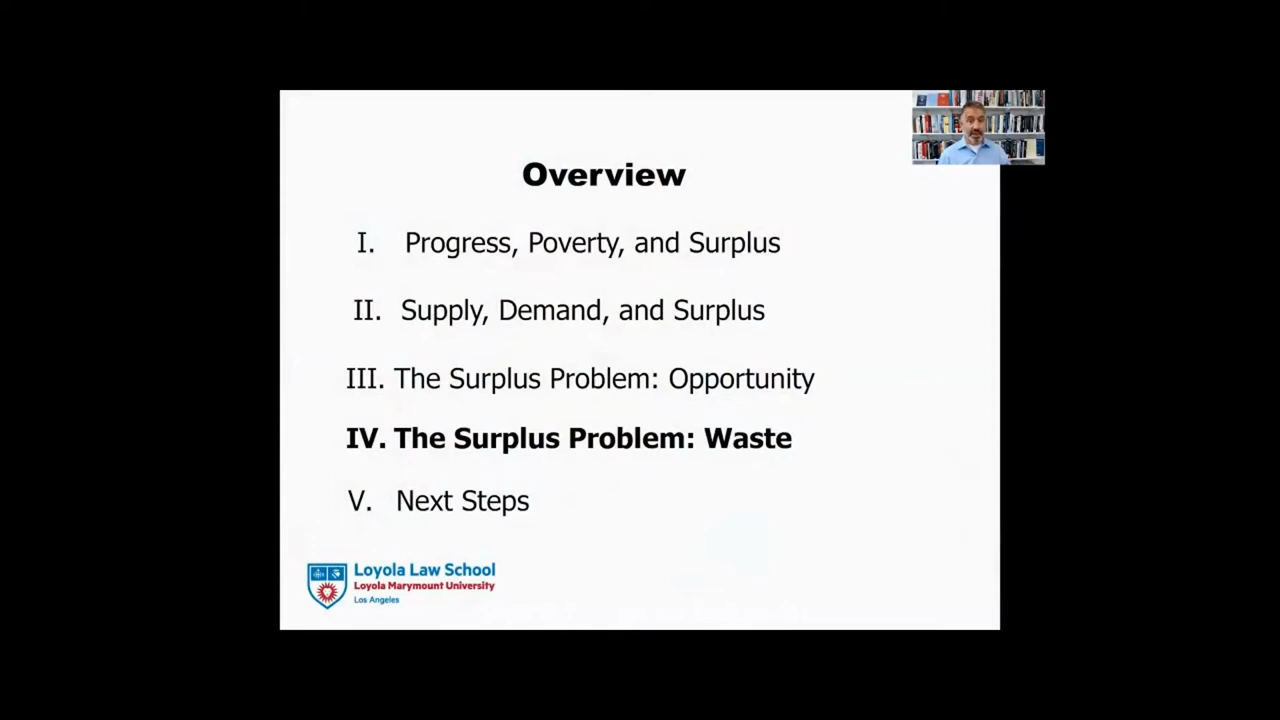 Overview
I. Progress, Poverty, and Surplus
II. Supply, Demand, and Surplus
III. The Surplus Problem: Opportunity
IV. The Surplus Problem: Waste
V. Next Steps
Loyola Law School
Loyola Marymount University
Los Angeles